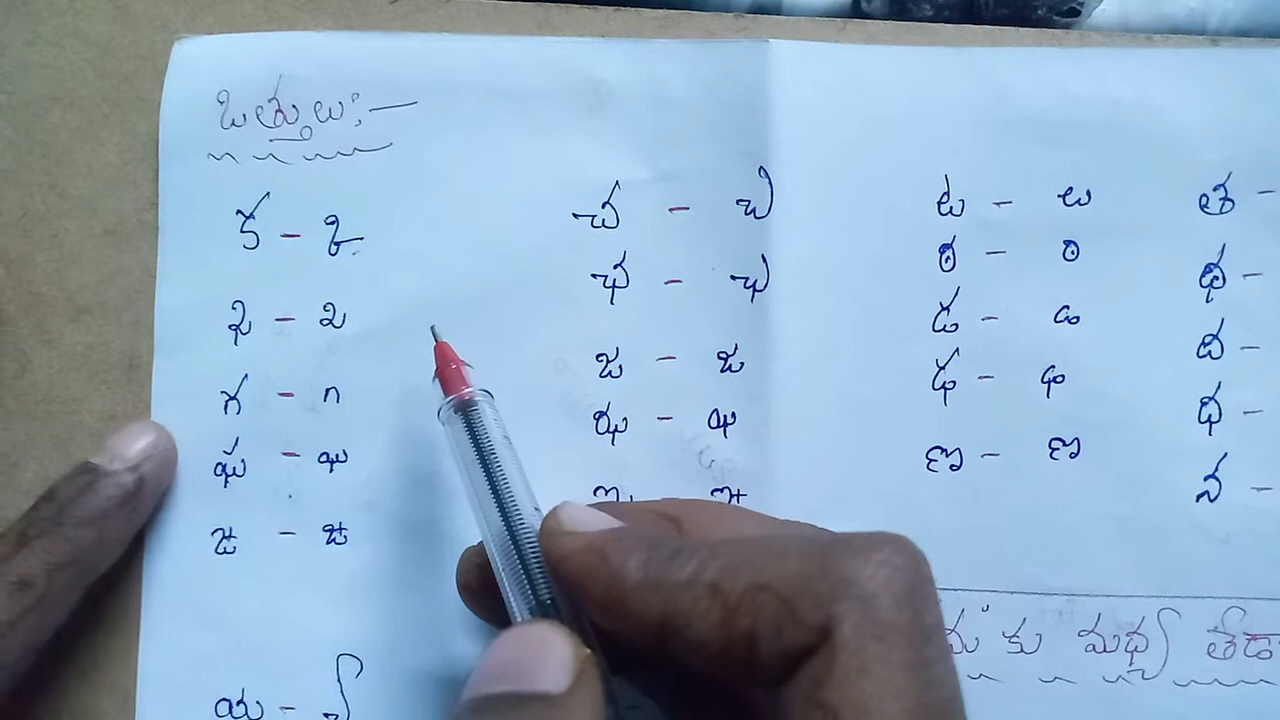 ఒత్తులు:-
క - ్క
ఖ - ్ఖ
గ - ్గ
ఘ - ్ఘ
ఙ - ్ఙ
య - ్య
చ - ్చ
ఛ - ్ఛ
జ - ్జ
ఝ - ్ఝ
ట - ్ట
ఠ - ్ఠ
డ - ్డ
ఢ - ్ఢ
ణ - ్ణ
త -
థ -
ద -
ధ -
న -
కు మధ్య తేడా